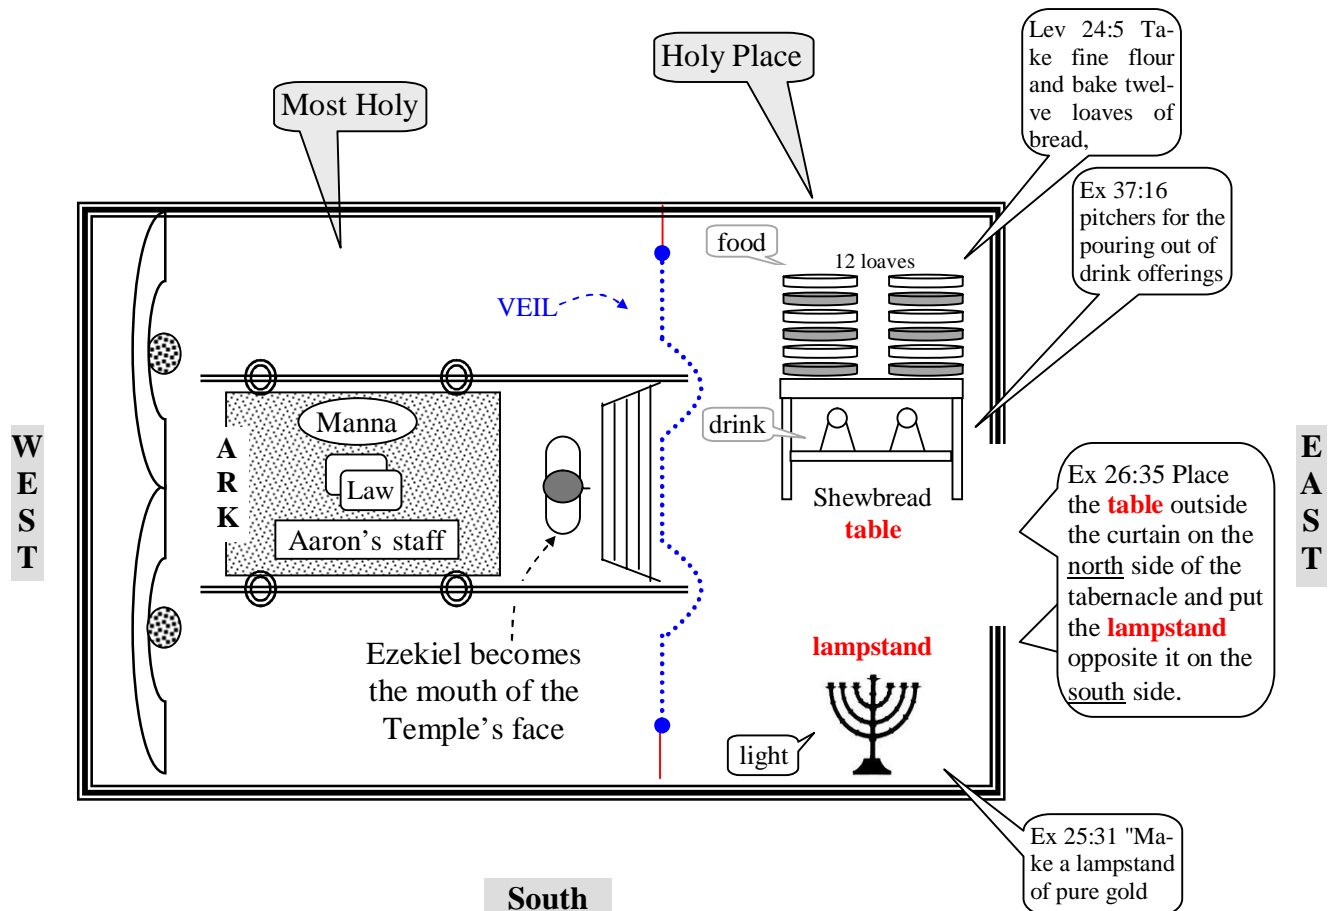 Lev 24:5 Ta-
ke fine flour
and bake twel-
ve loaves of
bread,
Holy Place
Most Holy
Ex 37:16
pitchers for the
pouring out of
drink offerings
food
12 loaves
VEIL
drink
Manna
Law
Aaron's staff
A
R
K
Shewbread
table
W
E
S
T
E
A
S
T
Ex 26:35 Place
the table outside
the curtain on the
north side of the
tabernacle and put
the lampstand
opposite it on the
south side.
Ezekiel becomes
the mouth of the
Temple's face
lampstand
light
Ex 25:31 "Ma-
ke a lampstand
of pure gold
South